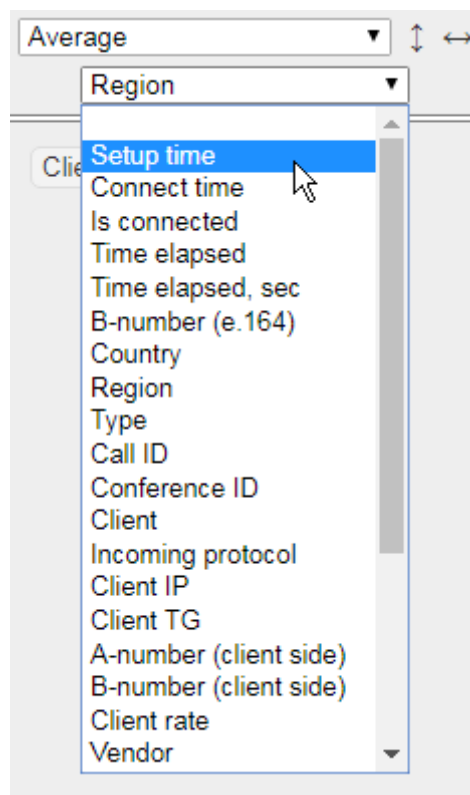 Average
Region
Setup time
Connect time
Is connected
Time elapsed
Time elapsed, sec
B-number (e.164)
Country
Region
Type
Call ID
Conference ID
Client
Incoming protocol
Client IP
Client TG
A-number (client side)
B-number (client side)
Client rate
Vendor